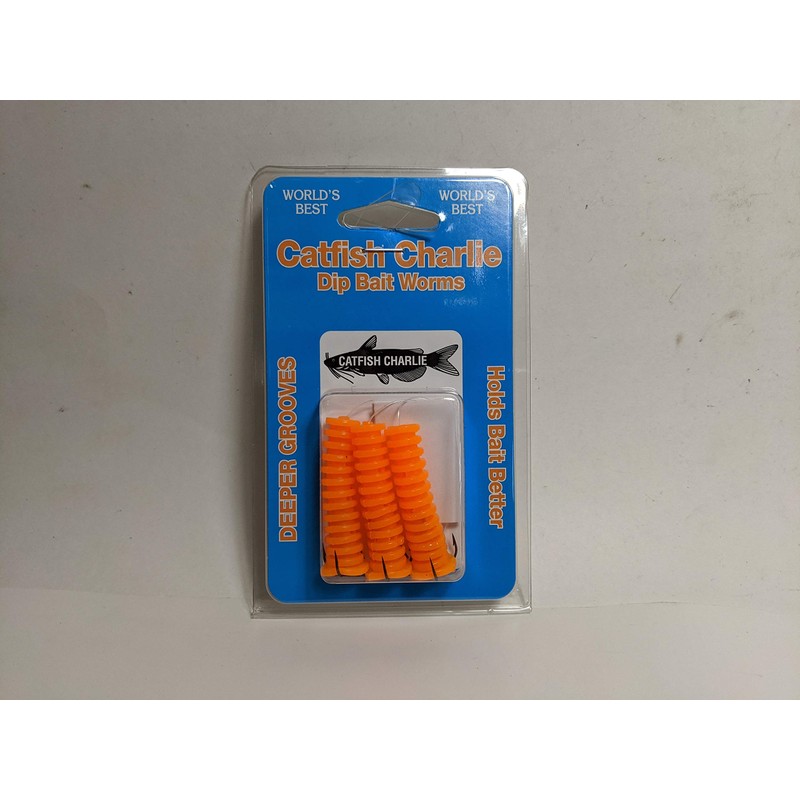 WORLD'S
BEST
WORLD'S
BEST
Catfish Charlie
Dip Bait Worms
CATFISH CHARLIE
DEEPER GROOVES
Holds Bait Better